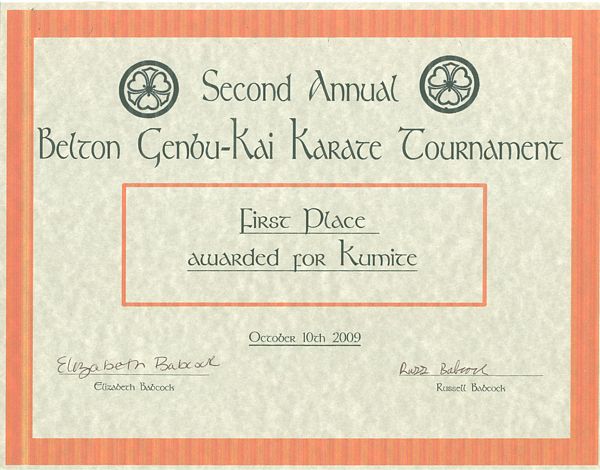 Second Annual
Belton Genbu-Kai Karate Tournament
First Place
awarded for Kumite
October 10th 2009
Elizabeth Babcock
Russ Babcock
Elizabeth Babcock
Russell Babcock